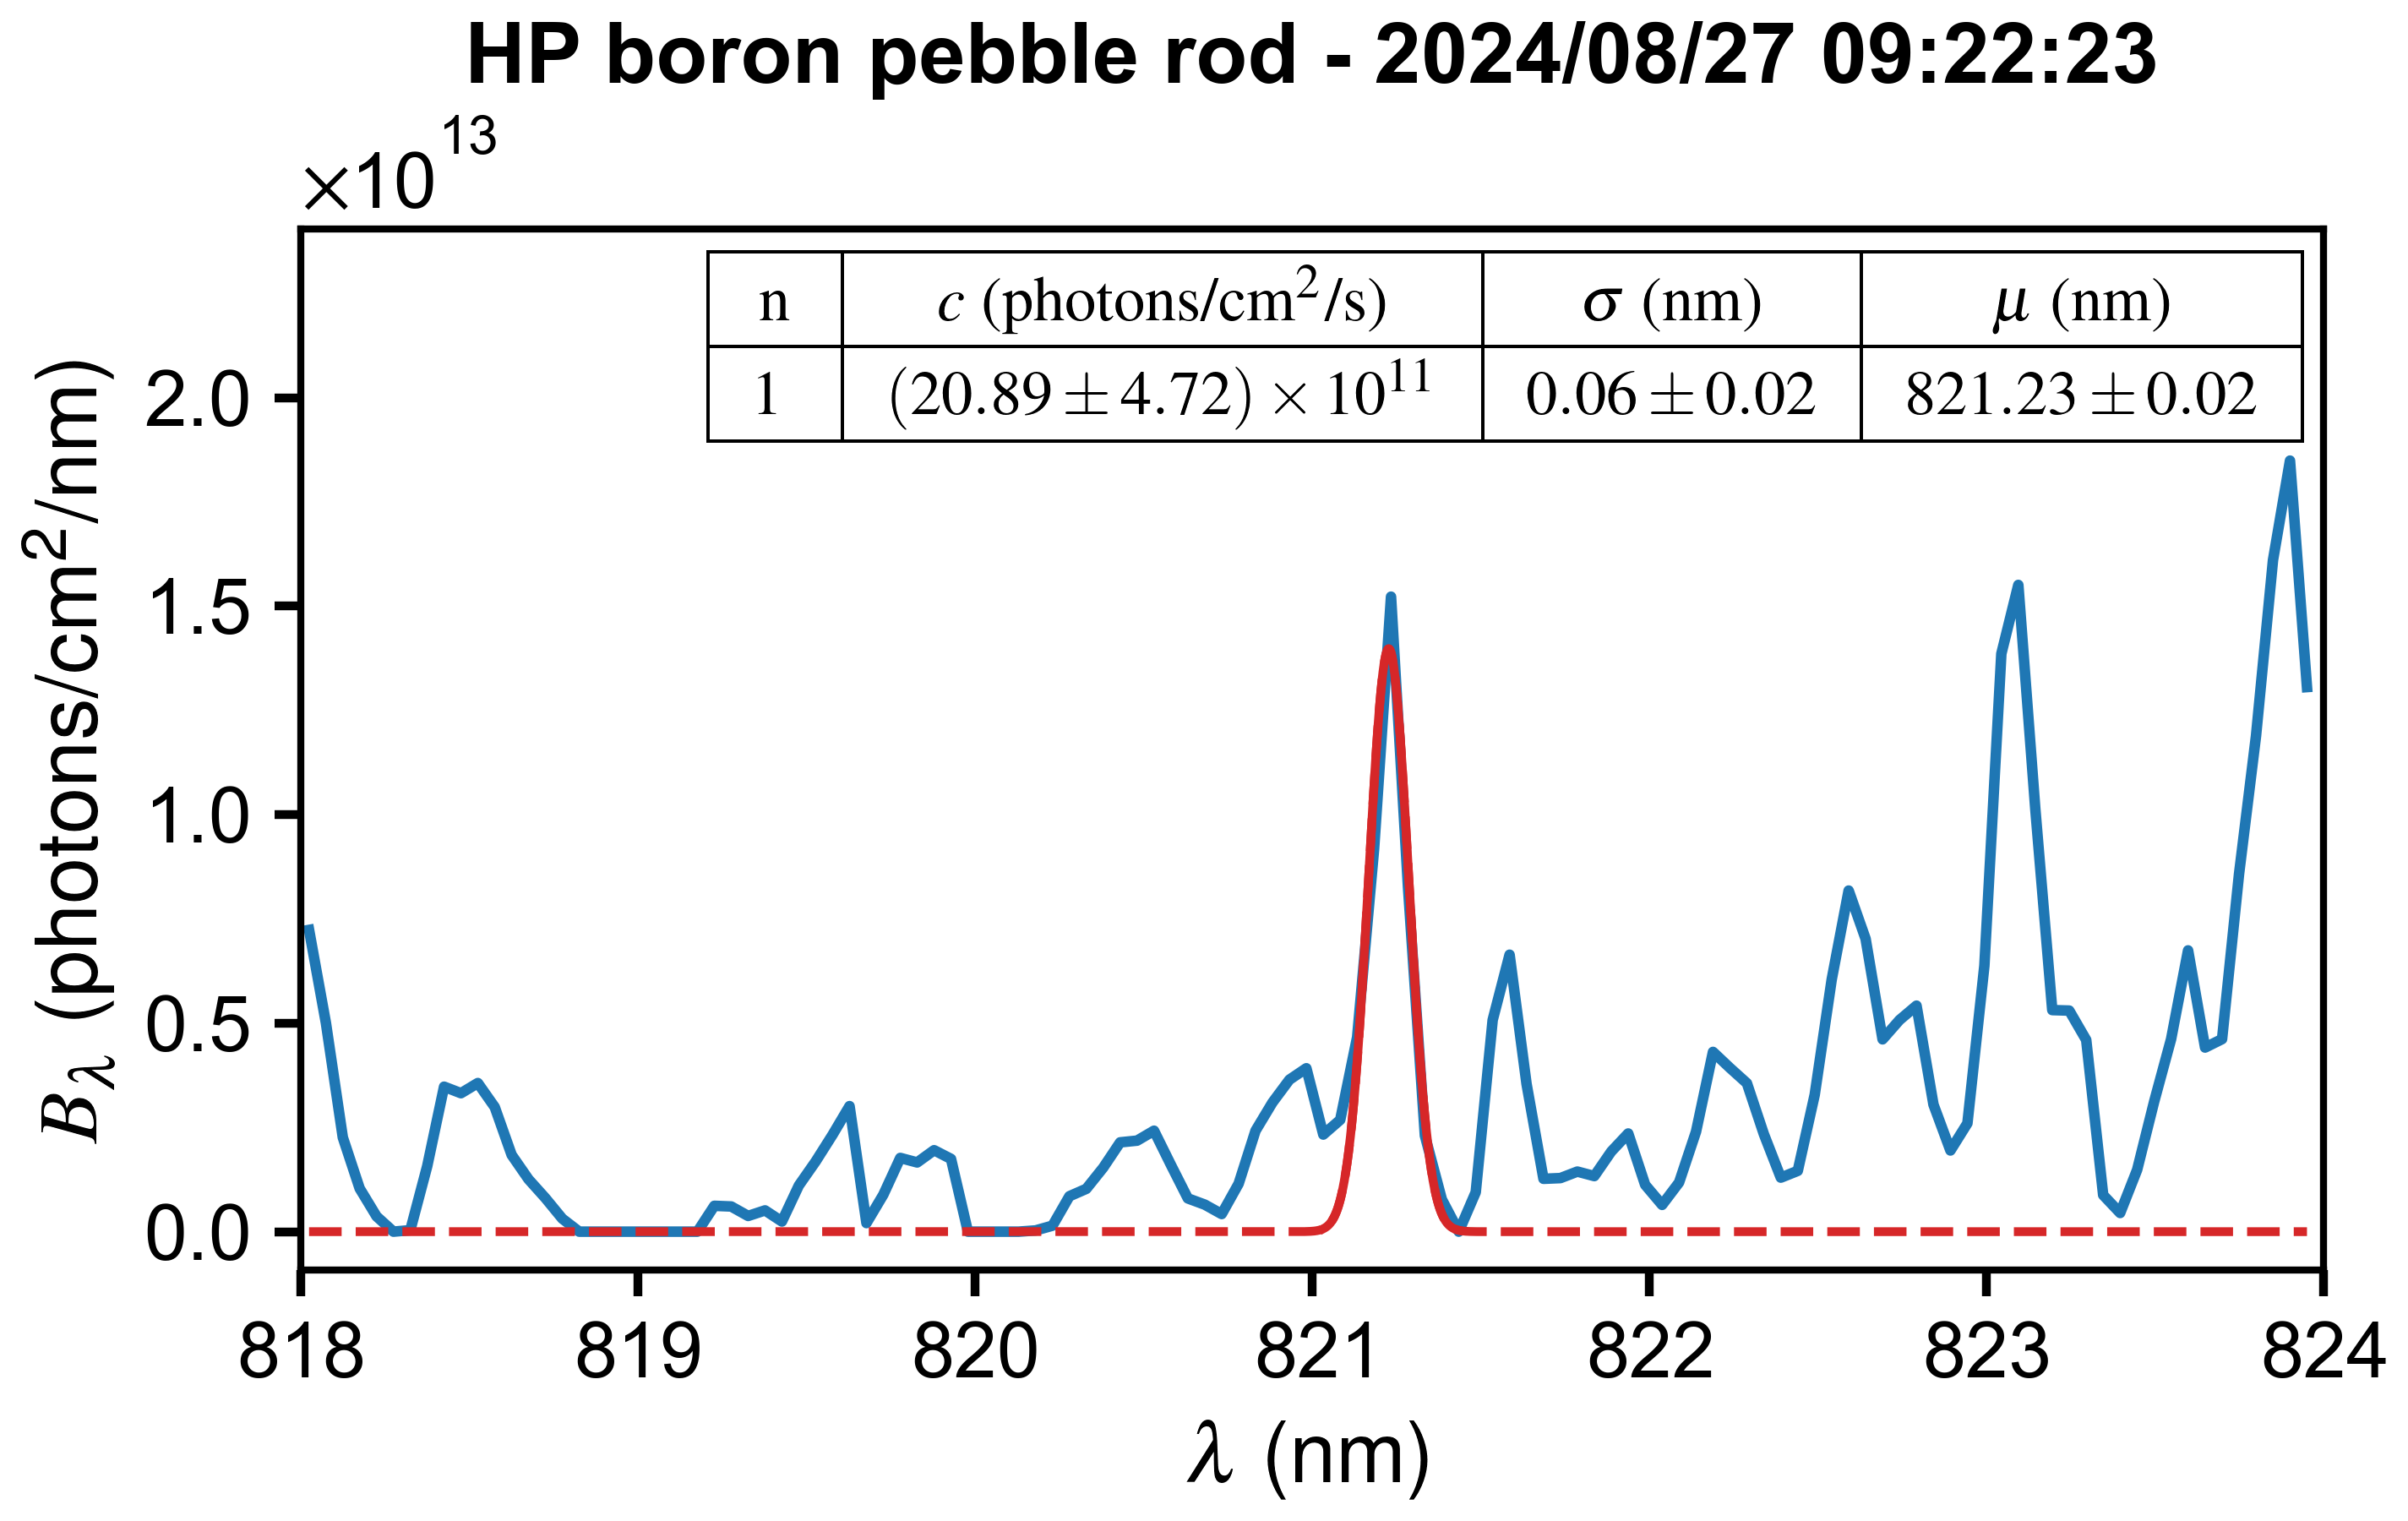 HP boron pebble rod - 2024/08/27 09:22:23
×10¹³
n c (photons/cm²/s) σ (nm) μ (nm)
1 (20.89 ± 4.72) × 10¹¹ 0.06 ± 0.02 821.23 ± 0.02
B_λ (photons/cm²/nm)
2.0
1.5
1.0
0.5
0.0
818 819 820 821 822 823 824
λ (nm)